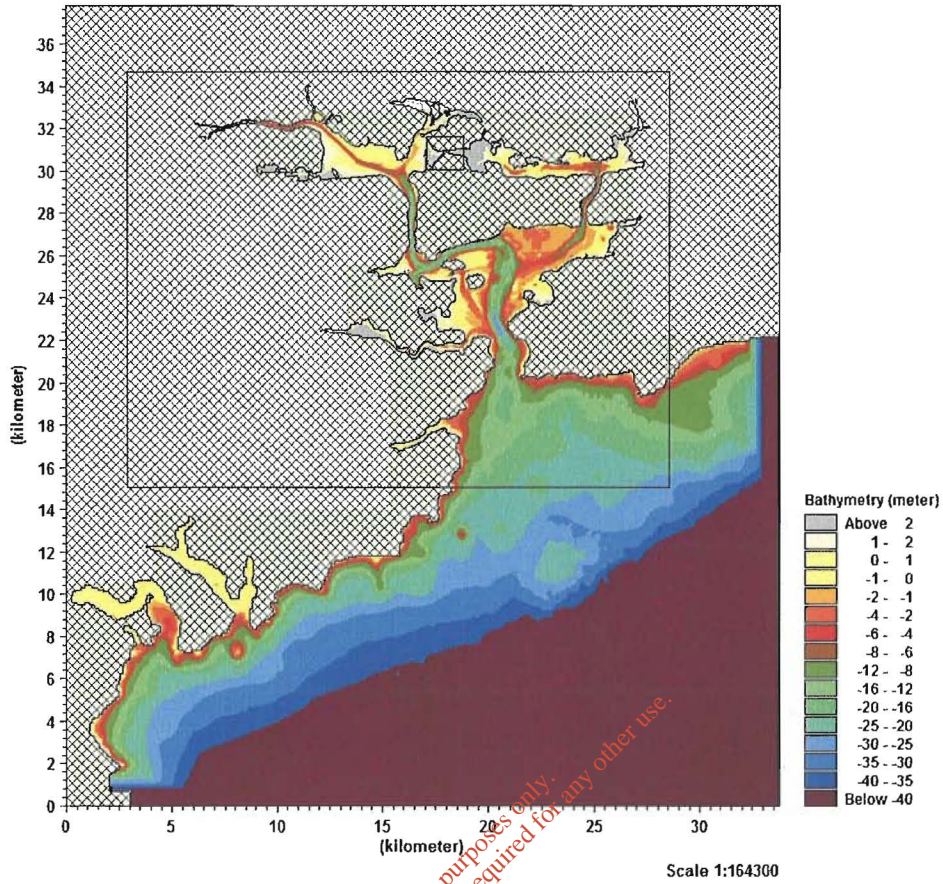 36
34
32
30
28
26
24
22
20
18
16
14
12
10
8
6
4
2
0
(kilometer)
0 5 10 15 20 25 30
(kilometer)
Bathymetry (meter)
Above 2
1 - 2
0 - 1
-1 - 0
-2 - -1
-4 - -2
-6 - -4
-8 - -6
-12 - -8
-16 - -12
-20 - -16
-25 - -20
-30 - -25
-35 - -30
-40 - -35
Below -40
Scale 1:164300
purposes only.
required for any other use.